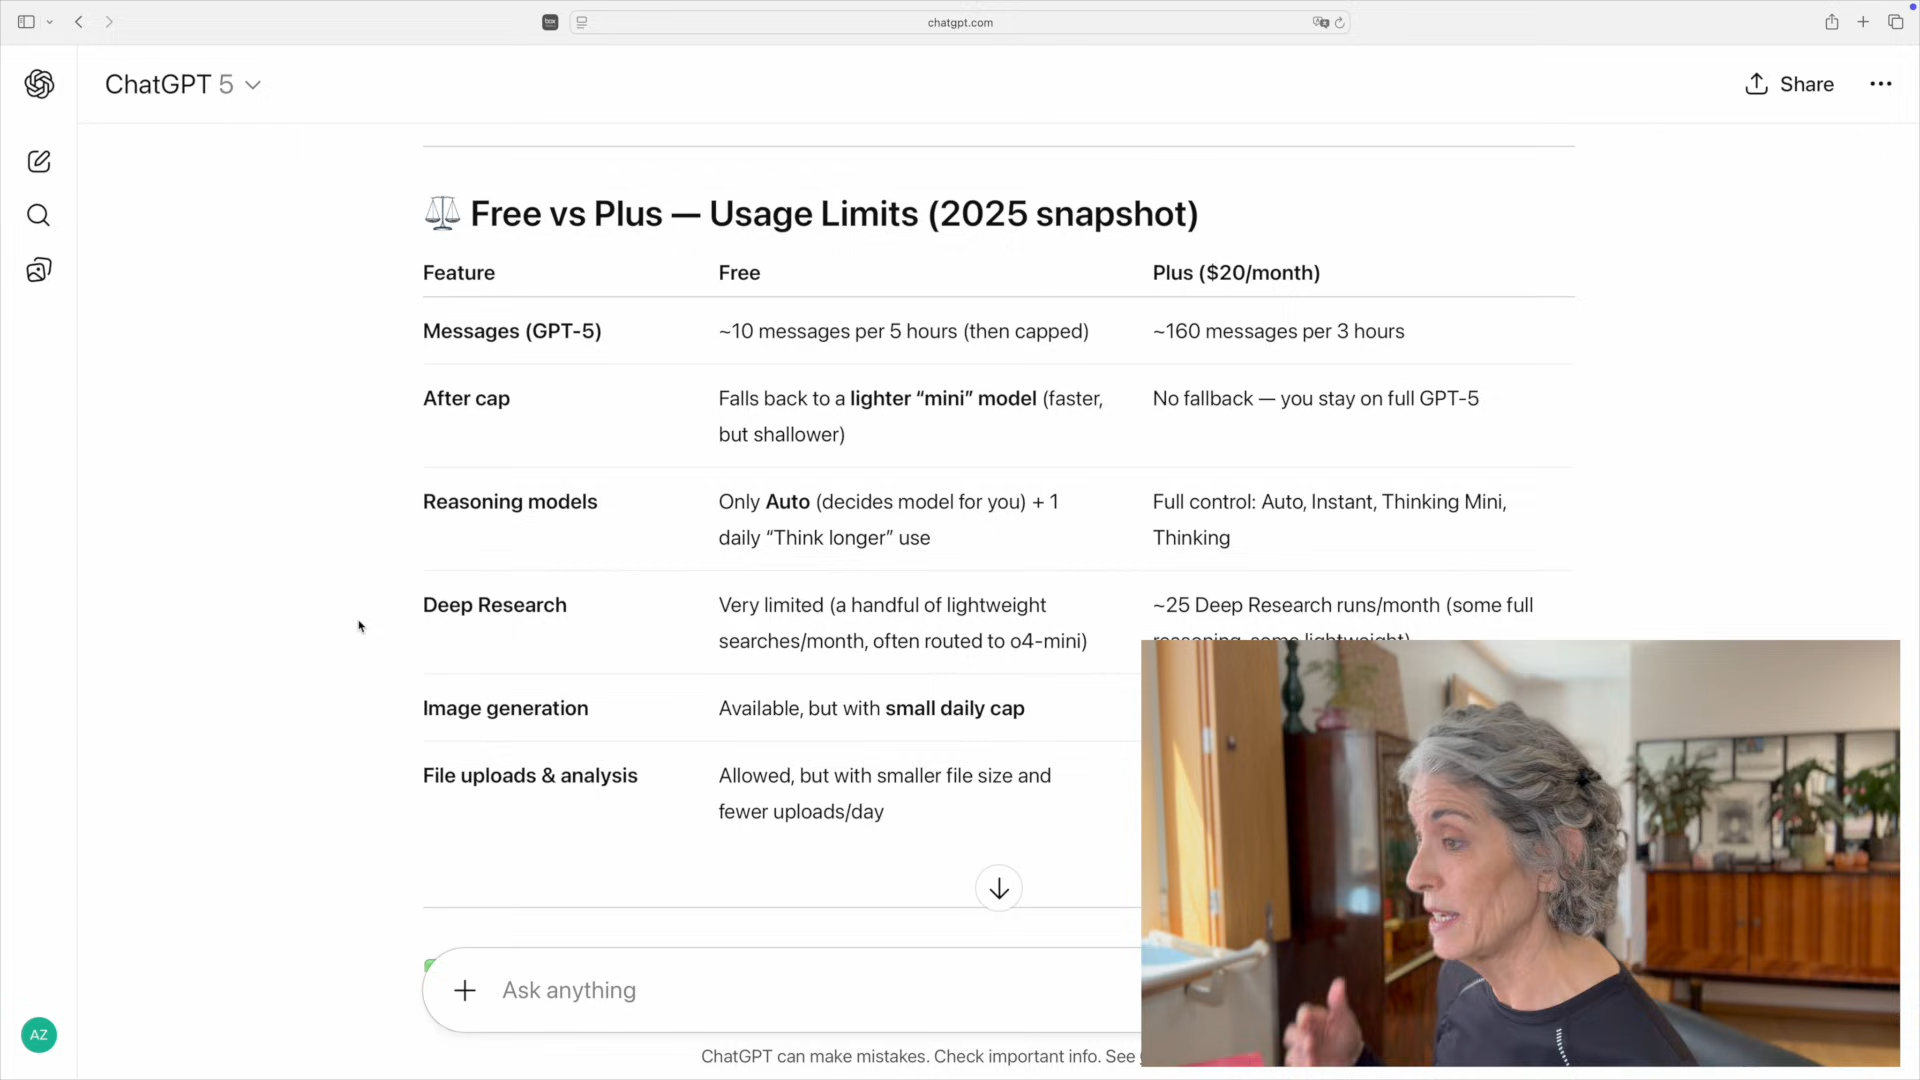 chatgpt.com
ChatGPT 5
Share
Free vs Plus — Usage Limits (2025 snapshot)
Feature Free Plus ($20/month)
Messages (GPT-5) ~10 messages per 5 hours (then capped) ~160 messages per 3 hours
After cap Falls back to a lighter “mini” model (faster, No fallback — you stay on full GPT-5
but shallower)
Reasoning models Only Auto (decides model for you) + 1 Full control: Auto, Instant, Thinking Mini,
daily “Think longer” use Thinking
Deep Research Very limited (a handful of lightweight ~25 Deep Research runs/month (some full
searches/month, often routed to o4-mini)
Image generation Available, but with small daily cap
File uploads & analysis Allowed, but with smaller file size and
fewer uploads/day
Ask anything
AZ
ChatGPT can make mistakes. Check important info. See